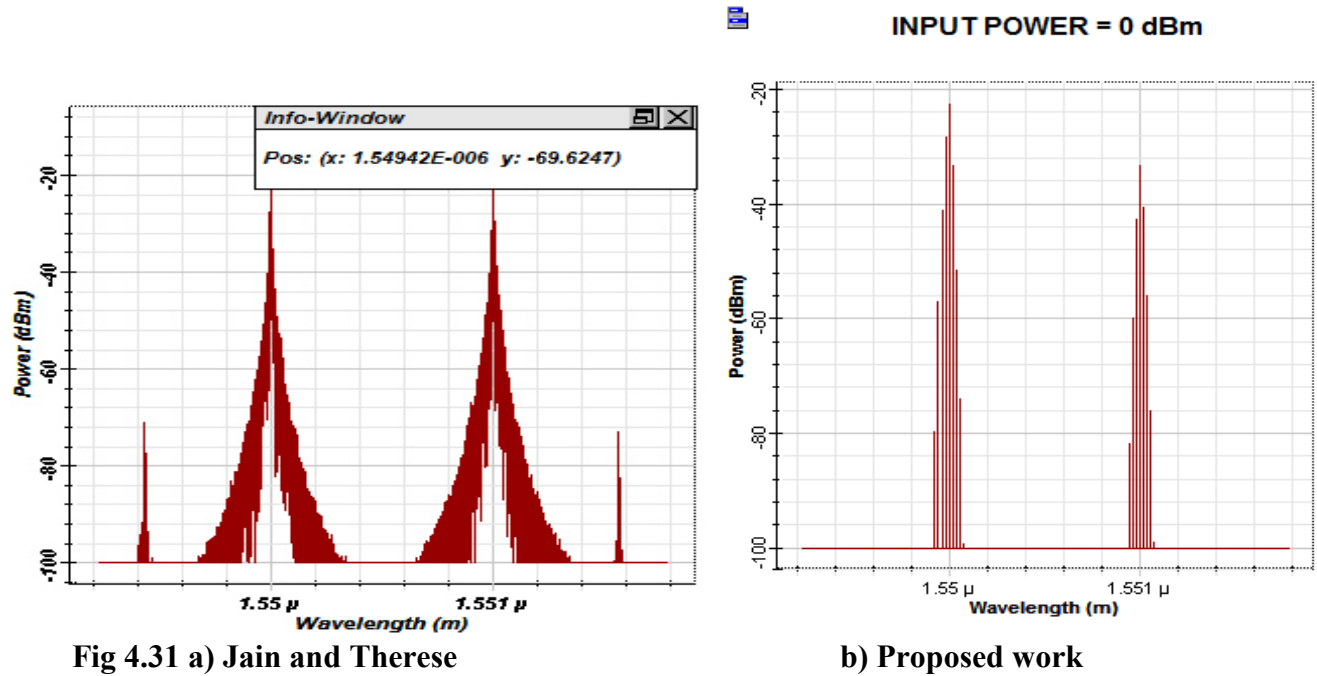 Info-Window
Pos: (x: 1.54942E-006 y: -69.6247)
Power (dBm)
-20
-40
-60
-80
-100
1.55 µ
1.551 µ
Wavelength (m)
Fig 4.31 a) Jain and Therese
INPUT POWER = 0 dBm
Power (dBm)
-20
-40
-60
-80
-100
1.55 µ
1.551 µ
Wavelength (m)
b) Proposed work